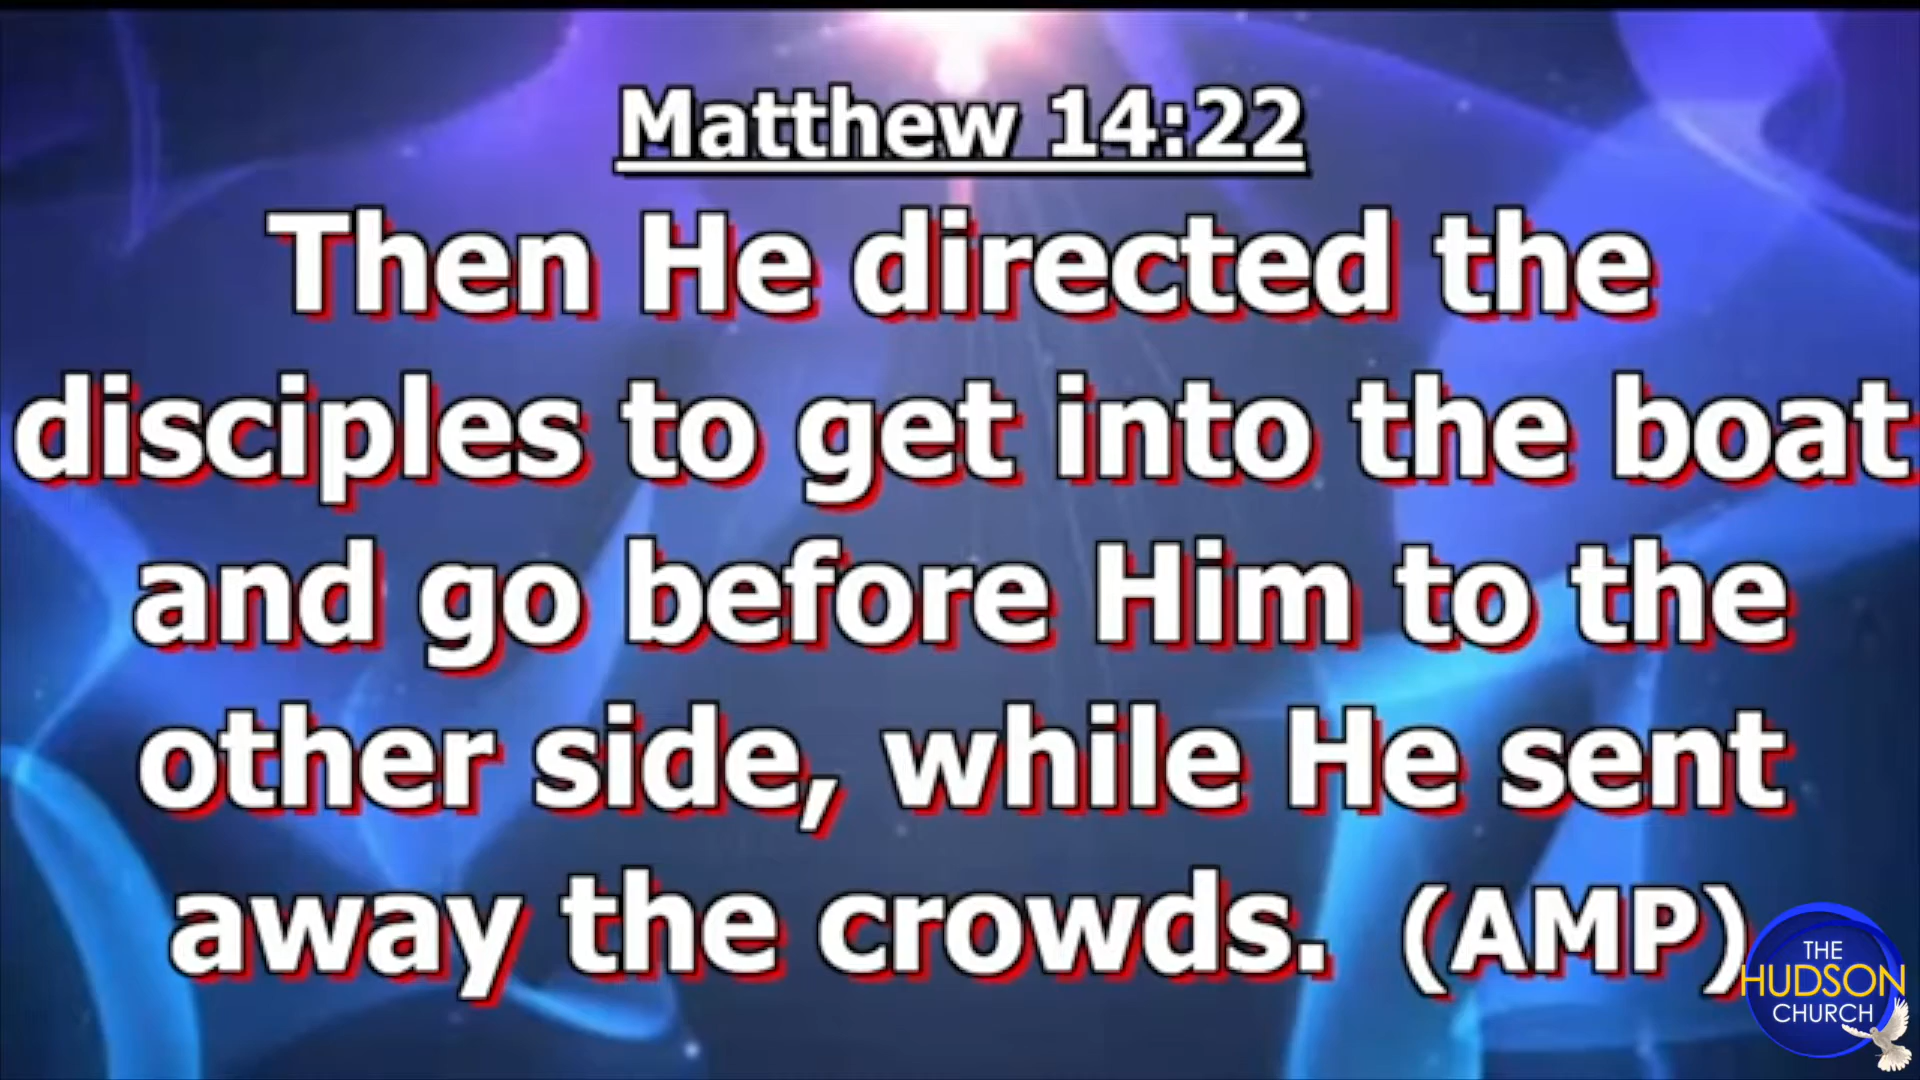 Matthew 14:22
Then He directed the
disciples to get into the boat
and go before Him to the
other side, while He sent
away the crowds. (AMP)
THE
HUDSON
CHURCH